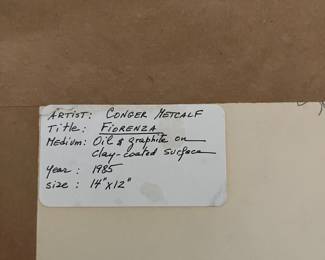 ARTIST: CONGER METCALF
Title: FIORENZA
Medium: Oil & graphite on
clay-coated surface
year: 1985
size: 14"x12"